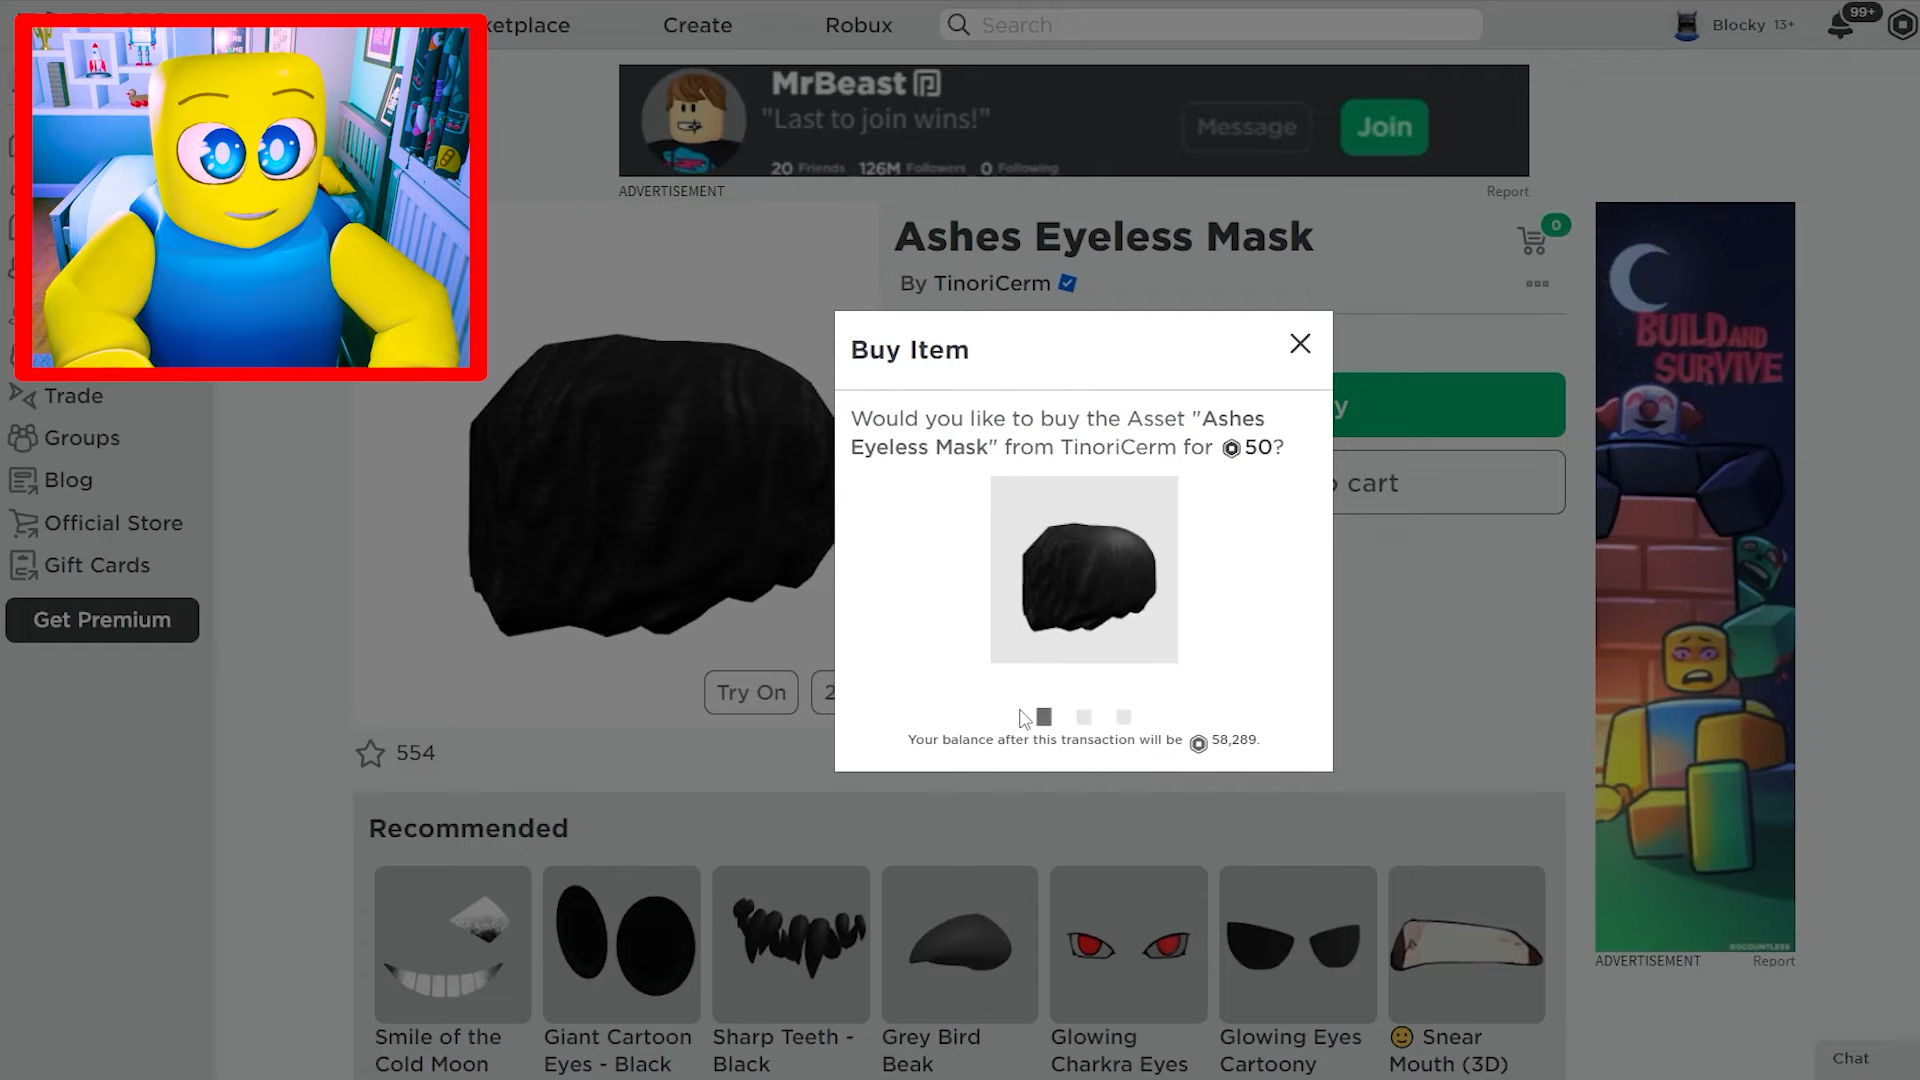 ketplace
Create
Robux
Search
Blocky 13+
99+
MrBeast
"Last to join wins!"
Message
Join
20 Friends 126M Followers 0 Following
ADVERTISEMENT
Report
Ashes Eyeless Mask
0
By TinoriCerm
Buy Item
Would you like to buy the Asset "Ashes
Eyeless Mask" from TinoriCerm for 50?
y
cart
Your balance after this transaction will be 58,289.
Trade
Groups
Blog
Official Store
Gift Cards
Get Premium
Try On
2
554
BUILD AND
SURVIVE
@OCOUNTLESS
ADVERTISEMENT
Report
Recommended
Smile of the
Cold Moon
Giant Cartoon
Eyes - Black
Sharp Teeth -
Black
Grey Bird
Beak
Glowing
Charkra Eyes
Glowing Eyes
Cartoony
Snear
Mouth (3D)
Chat